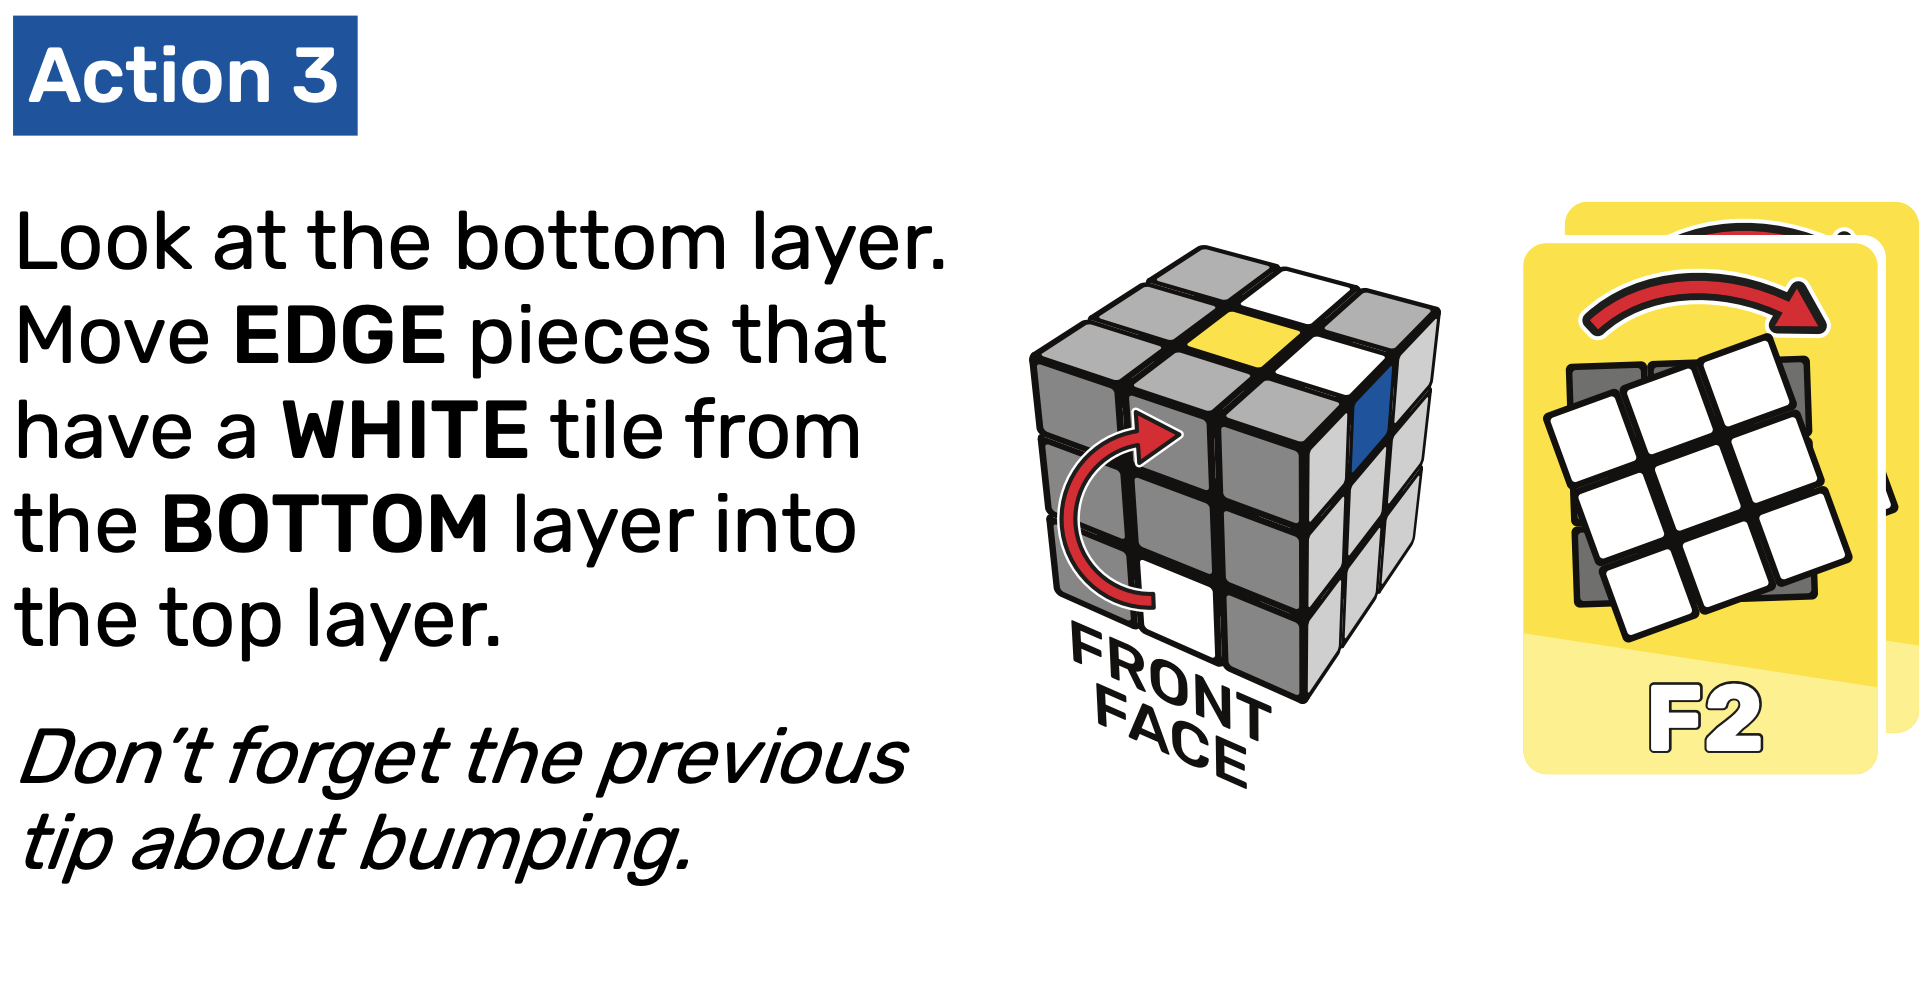 Action 3
Look at the bottom layer.
Move EDGE pieces that
have a WHITE tile from
the BOTTOM layer into
the top layer.
Don’t forget the previous
tip about bumping.
FRONT
FACE
F2